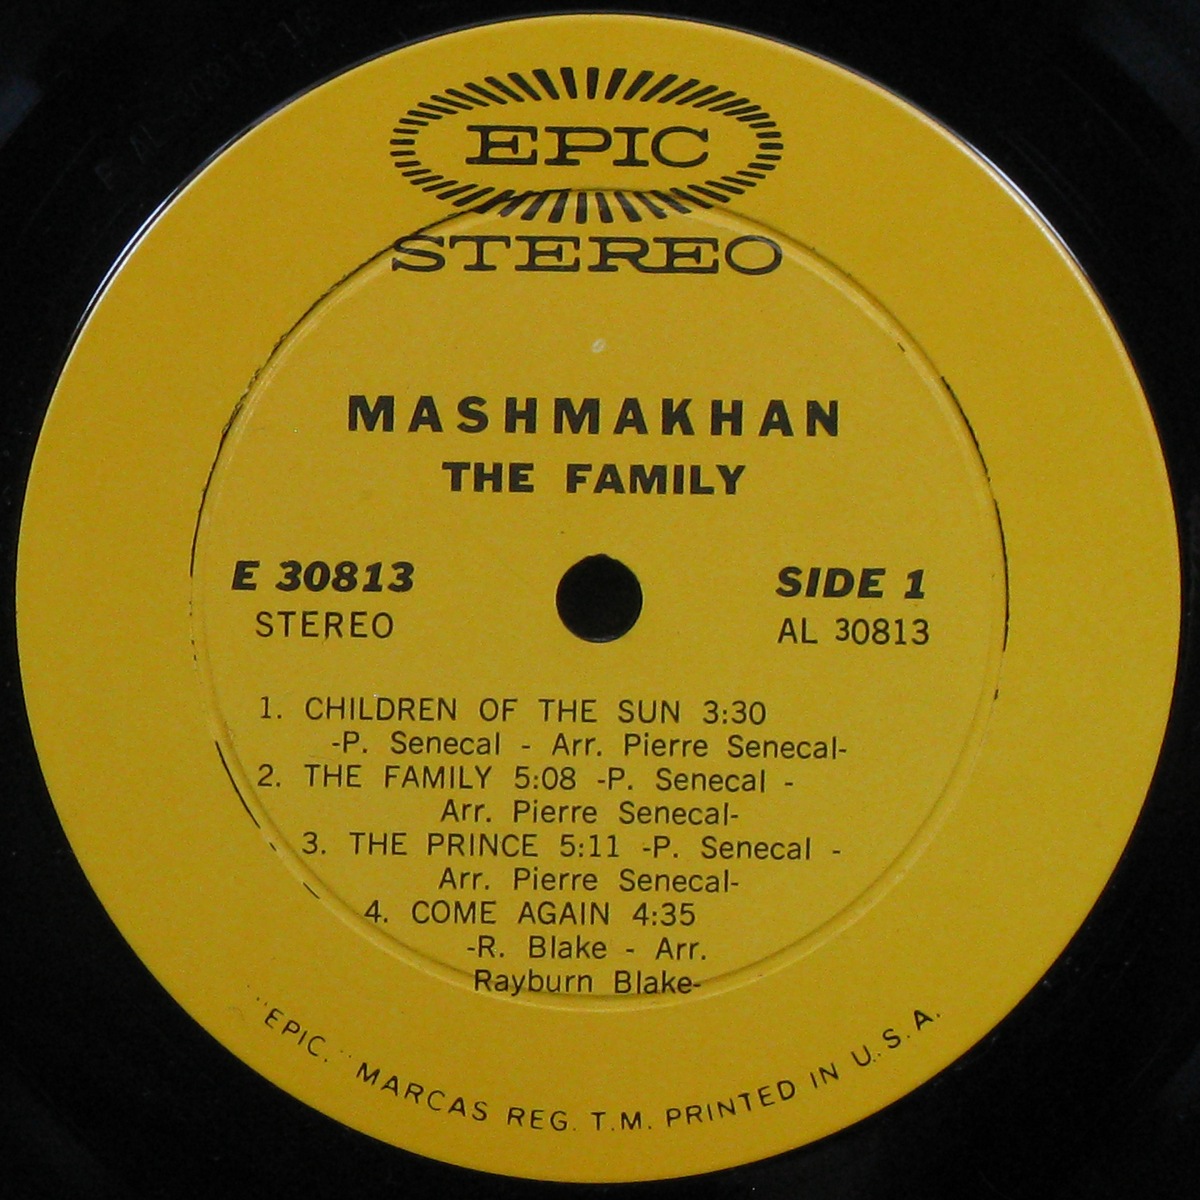 EPIC
STEREO
MASHMAKHAN
THE FAMILY
E 30813
STEREO
SIDE 1
AL 30813
1. CHILDREN OF THE SUN 3:30
-P. Senecal - Arr. Pierre Senecal-
2. THE FAMILY 5:08 -P. Senecal -
Arr. Pierre Senecal-
3. THE PRINCE 5:11 -P. Senecal -
Arr. Pierre Senecal-
4. COME AGAIN 4:35
-R. Blake - Arr.
Rayburn Blake-
"EPIC." MARCAS REG. T.M. PRINTED IN U.S.A.